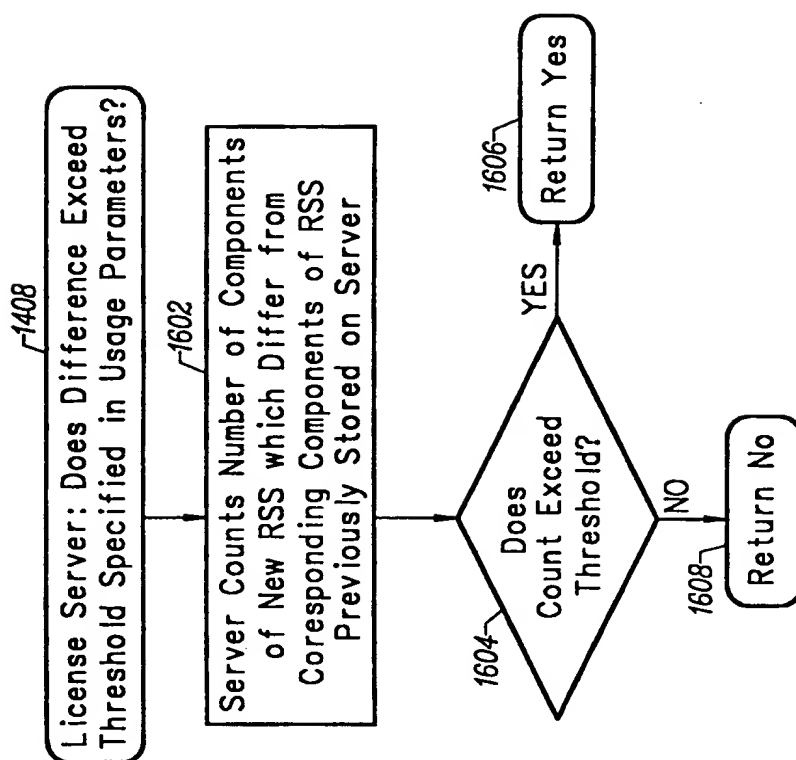 1408
License Server: Does Difference Exceed
Threshold Specified in Usage Parameters?
1602
Server Counts Number of Components
of New RSS which Differ from
Coresponding Components of RSS
Previously Stored on Server
1604
Does
Count Exceed
Threshold?
YES
1606
Return Yes
NO
1608
Return No